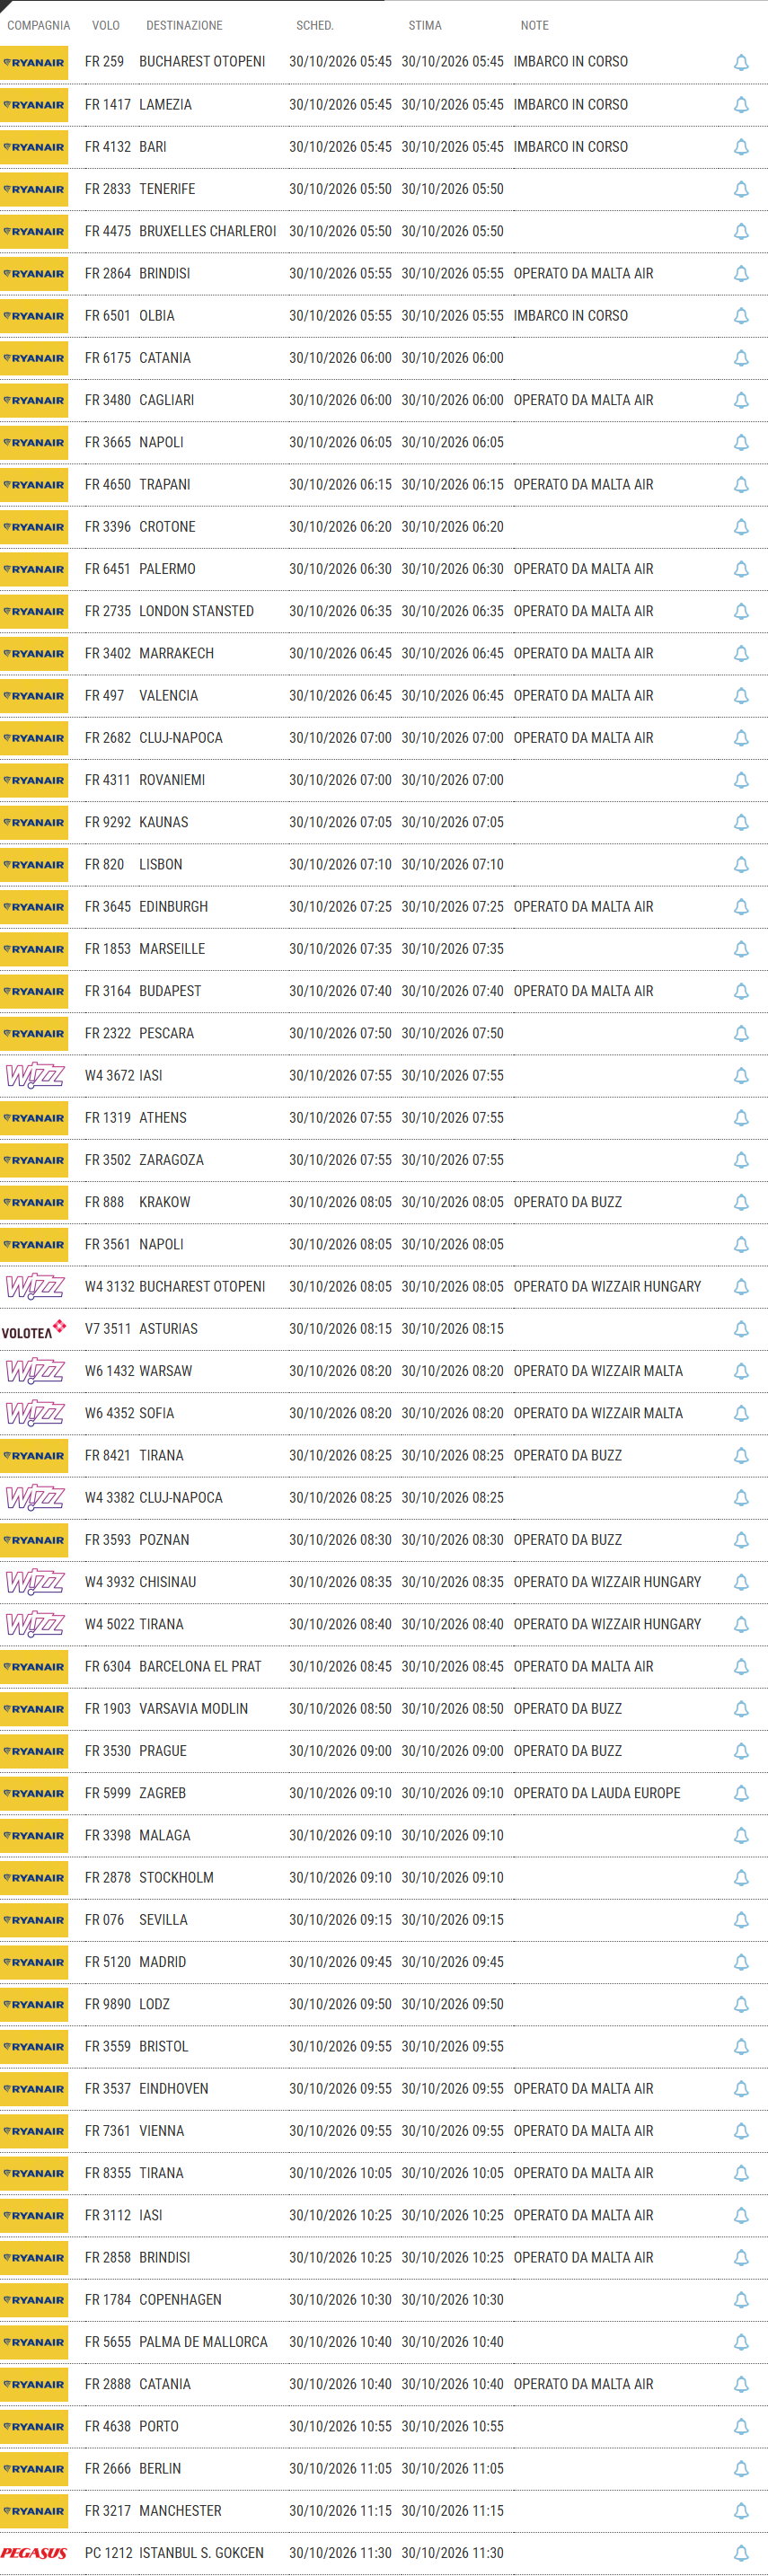 COMPAGNIA VOLO DESTINAZIONE SCHED. STIMA NOTE
RYANAIR FR 259 BUCHAREST OTOPENI 30/10/2026 05:45 30/10/2026 05:45 IMBARCO IN CORSO
RYANAIR FR 1417 LAMEZIA 30/10/2026 05:45 30/10/2026 05:45 IMBARCO IN CORSO
RYANAIR FR 4132 BARI 30/10/2026 05:45 30/10/2026 05:45 IMBARCO IN CORSO
RYANAIR FR 2833 TENERIFE 30/10/2026 05:50 30/10/2026 05:50
RYANAIR FR 4475 BRUXELLES CHARLEROI 30/10/2026 05:50 30/10/2026 05:50
RYANAIR FR 2864 BRINDISI 30/10/2026 05:55 30/10/2026 05:55 OPERATO DA MALTA AIR
RYANAIR FR 6501 OLBIA 30/10/2026 05:55 30/10/2026 05:55 IMBARCO IN CORSO
RYANAIR FR 6175 CATANIA 30/10/2026 06:00 30/10/2026 06:00
RYANAIR FR 3480 CAGLIARI 30/10/2026 06:00 30/10/2026 06:00 OPERATO DA MALTA AIR
RYANAIR FR 3665 NAPOLI 30/10/2026 06:05 30/10/2026 06:05
RYANAIR FR 4650 TRAPANI 30/10/2026 06:15 30/10/2026 06:15 OPERATO DA MALTA AIR
RYANAIR FR 3396 CROTONE 30/10/2026 06:20 30/10/2026 06:20
RYANAIR FR 6451 PALERMO 30/10/2026 06:30 30/10/2026 06:30 OPERATO DA MALTA AIR
RYANAIR FR 2735 LONDON STANSTED 30/10/2026 06:35 30/10/2026 06:35 OPERATO DA MALTA AIR
RYANAIR FR 3402 MARRAKECH 30/10/2026 06:45 30/10/2026 06:45 OPERATO DA MALTA AIR
RYANAIR FR 497 VALENCIA 30/10/2026 06:45 30/10/2026 06:45 OPERATO DA MALTA AIR
RYANAIR FR 2682 CLUJ-NAPOCA 30/10/2026 07:00 30/10/2026 07:00 OPERATO DA MALTA AIR
RYANAIR FR 4311 ROVANIEMI 30/10/2026 07:00 30/10/2026 07:00
RYANAIR FR 9292 KAUNAS 30/10/2026 07:05 30/10/2026 07:05
RYANAIR FR 820 LISBON 30/10/2026 07:10 30/10/2026 07:10
RYANAIR FR 3645 EDINBURGH 30/10/2026 07:25 30/10/2026 07:25 OPERATO DA MALTA AIR
RYANAIR FR 1853 MARSEILLE 30/10/2026 07:35 30/10/2026 07:35
RYANAIR FR 3164 BUDAPEST 30/10/2026 07:40 30/10/2026 07:40 OPERATO DA MALTA AIR
RYANAIR FR 2322 PESCARA 30/10/2026 07:50 30/10/2026 07:50
WIZZ W4 3672 IASI 30/10/2026 07:55 30/10/2026 07:55
RYANAIR FR 1319 ATHENS 30/10/2026 07:55 30/10/2026 07:55
RYANAIR FR 3502 ZARAGOZA 30/10/2026 07:55 30/10/2026 07:55
RYANAIR FR 888 KRAKOW 30/10/2026 08:05 30/10/2026 08:05 OPERATO DA BUZZ
RYANAIR FR 3561 NAPOLI 30/10/2026 08:05 30/10/2026 08:05
WIZZ W4 3132 BUCHAREST OTOPENI 30/10/2026 08:05 30/10/2026 08:05 OPERATO DA WIZZAIR HUNGARY
VOLOTEA V7 3511 ASTURIAS 30/10/2026 08:15 30/10/2026 08:15
WIZZ W6 1432 WARSAW 30/10/2026 08:20 30/10/2026 08:20 OPERATO DA WIZZAIR MALTA
WIZZ W6 4352 SOFIA 30/10/2026 08:20 30/10/2026 08:20 OPERATO DA WIZZAIR MALTA
RYANAIR FR 8421 TIRANA 30/10/2026 08:25 30/10/2026 08:25 OPERATO DA BUZZ
WIZZ W4 3382 CLUJ-NAPOCA 30/10/2026 08:25 30/10/2026 08:25
RYANAIR FR 3593 POZNAN 30/10/2026 08:30 30/10/2026 08:30 OPERATO DA BUZZ
WIZZ W4 3932 CHISINAU 30/10/2026 08:35 30/10/2026 08:35 OPERATO DA WIZZAIR HUNGARY
WIZZ W4 5022 TIRANA 30/10/2026 08:40 30/10/2026 08:40 OPERATO DA WIZZAIR HUNGARY
RYANAIR FR 6304 BARCELONA EL PRAT 30/10/2026 08:45 30/10/2026 08:45 OPERATO DA MALTA AIR
RYANAIR FR 1903 VARSAVIA MODLIN 30/10/2026 08:50 30/10/2026 08:50 OPERATO DA BUZZ
RYANAIR FR 3530 PRAGUE 30/10/2026 09:00 30/10/2026 09:00 OPERATO DA BUZZ
RYANAIR FR 5999 ZAGREB 30/10/2026 09:10 30/10/2026 09:10 OPERATO DA LAUDA EUROPE
RYANAIR FR 3398 MALAGA 30/10/2026 09:10 30/10/2026 09:10
RYANAIR FR 2878 STOCKHOLM 30/10/2026 09:10 30/10/2026 09:10
RYANAIR FR 076 SEVILLA 30/10/2026 09:15 30/10/2026 09:15
RYANAIR FR 5120 MADRID 30/10/2026 09:45 30/10/2026 09:45
RYANAIR FR 9890 LODZ 30/10/2026 09:50 30/10/2026 09:50
RYANAIR FR 3559 BRISTOL 30/10/2026 09:55 30/10/2026 09:55
RYANAIR FR 3537 EINDHOVEN 30/10/2026 09:55 30/10/2026 09:55 OPERATO DA MALTA AIR
RYANAIR FR 7361 VIENNA 30/10/2026 09:55 30/10/2026 09:55 OPERATO DA MALTA AIR
RYANAIR FR 8355 TIRANA 30/10/2026 10:05 30/10/2026 10:05 OPERATO DA MALTA AIR
RYANAIR FR 3112 IASI 30/10/2026 10:25 30/10/2026 10:25 OPERATO DA MALTA AIR
RYANAIR FR 2858 BRINDISI 30/10/2026 10:25 30/10/2026 10:25 OPERATO DA MALTA AIR
RYANAIR FR 1784 COPENHAGEN 30/10/2026 10:30 30/10/2026 10:30
RYANAIR FR 5655 PALMA DE MALLORCA 30/10/2026 10:40 30/10/2026 10:40
RYANAIR FR 2888 CATANIA 30/10/2026 10:40 30/10/2026 10:40 OPERATO DA MALTA AIR
RYANAIR FR 4638 PORTO 30/10/2026 10:55 30/10/2026 10:55
RYANAIR FR 2666 BERLIN 30/10/2026 11:05 30/10/2026 11:05
RYANAIR FR 3217 MANCHESTER 30/10/2026 11:15 30/10/2026 11:15
PEGASUS PC 1212 ISTANBUL S. GOKCEN 30/10/2026 11:30 30/10/2026 11:30